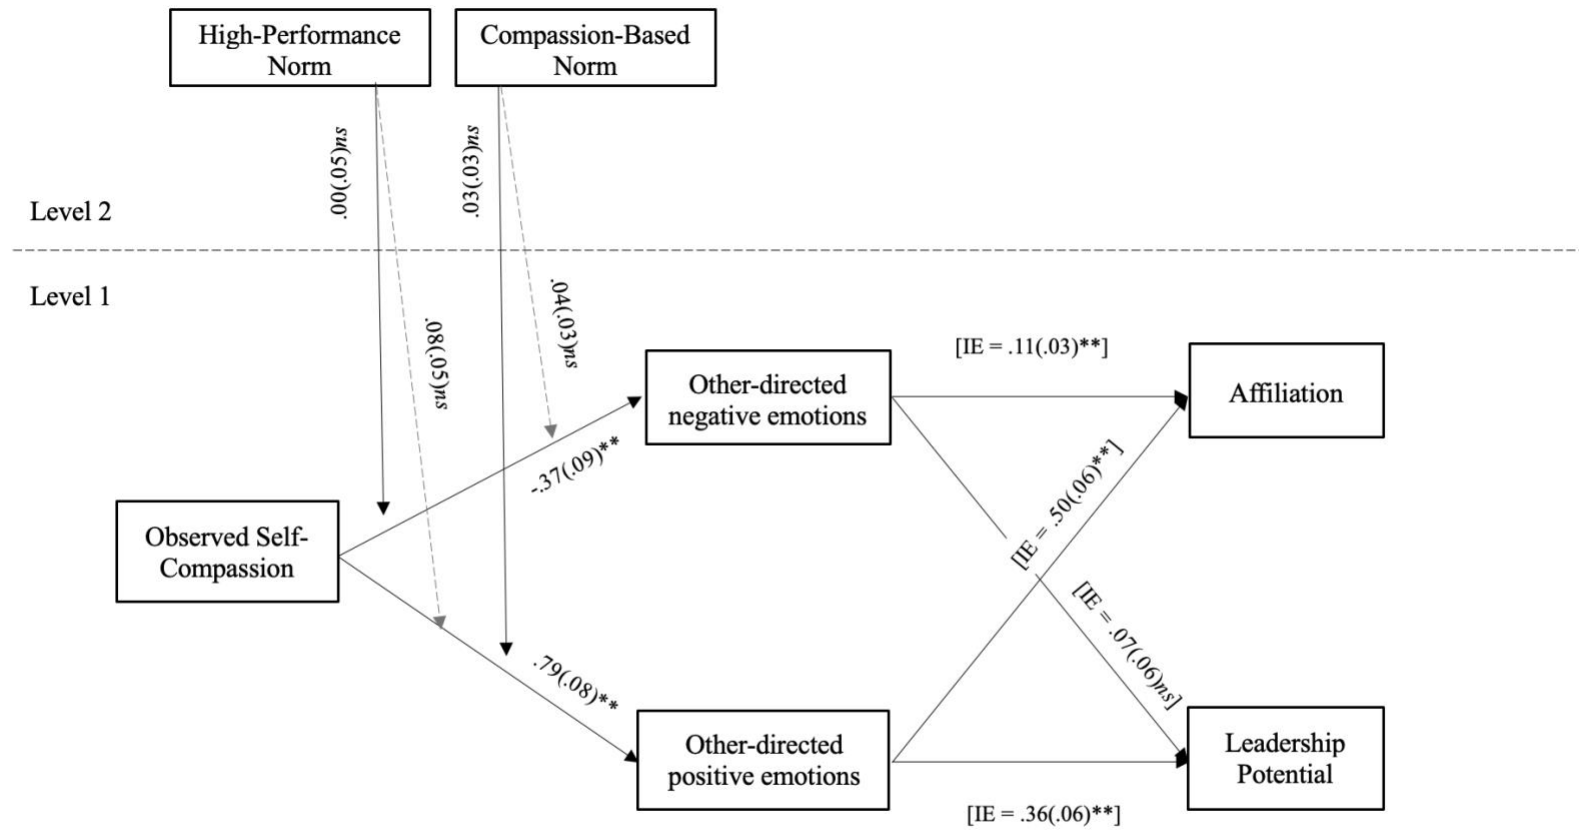 High-Performance
Norm
Compassion-Based
Norm
.00(.05)ns
.03(.03)ns
Level 2
Level 1
.08(.05)ns
.04(.03)ns
Other-directed
negative emotions
[IE = .11(.03)**]
Affiliation
-.37(.09)**
[IE = .50(.06)**]
Observed Self-
Compassion
[IE = .07(.06)ns]
.79(.08)**
Other-directed
positive emotions
Leadership
Potential
[IE = .36(.06)**]